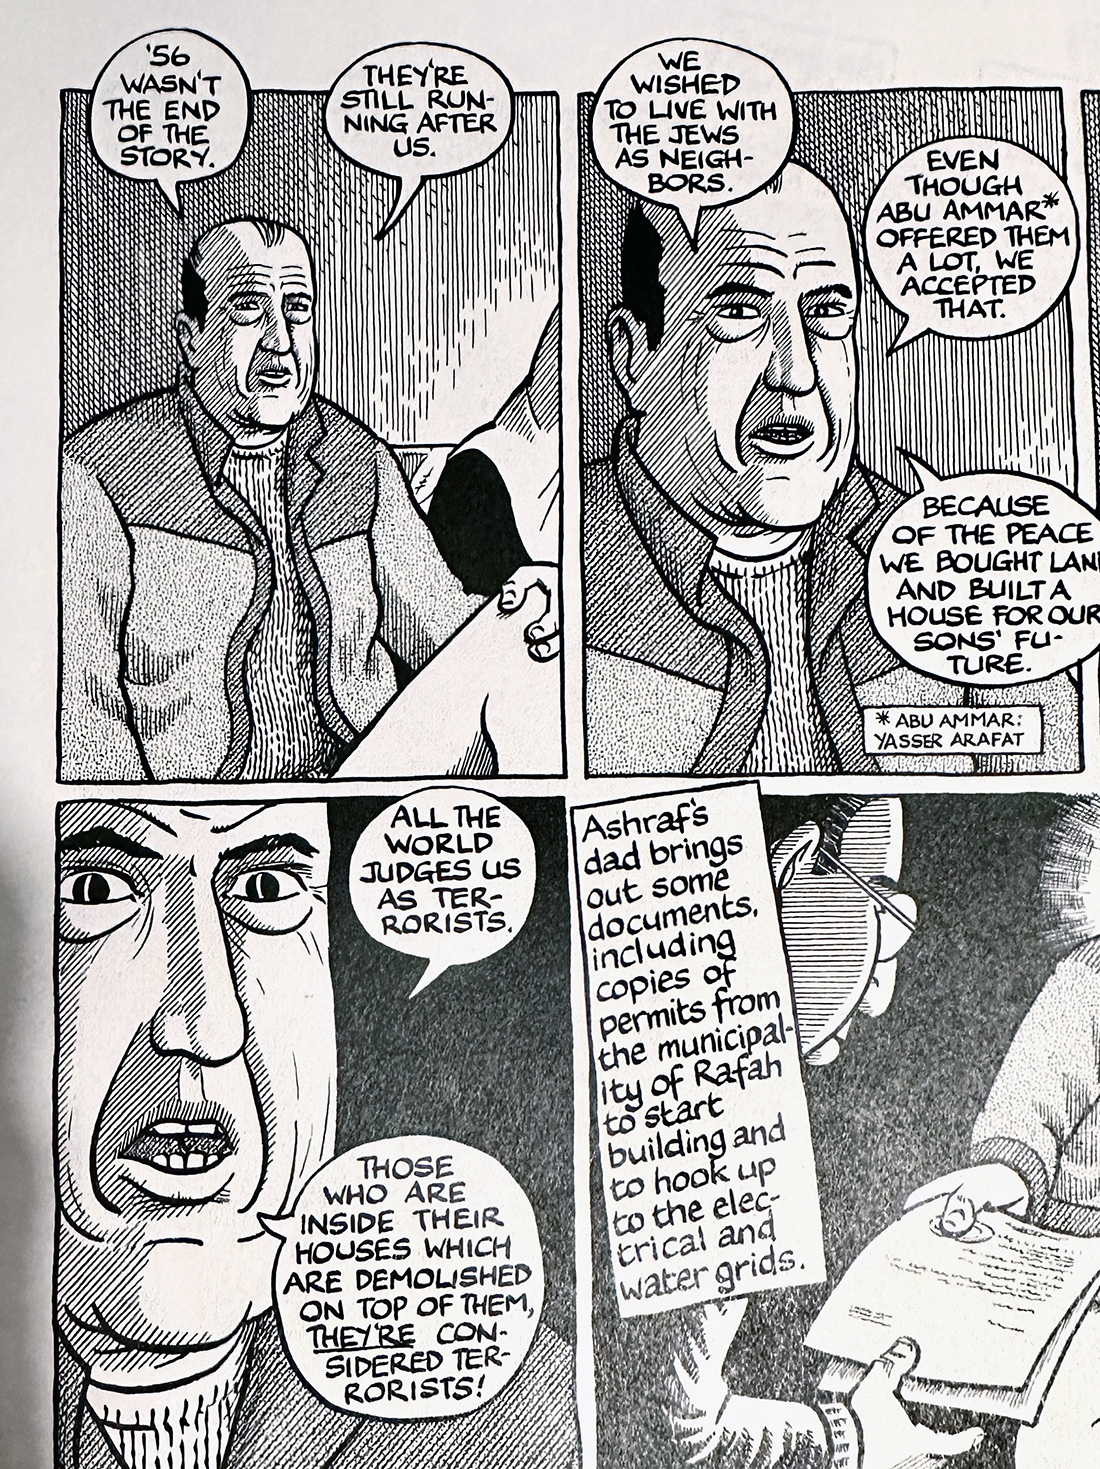 '56
WASN'T
THE END
OF THE
STORY.
THEY'RE
STILL RUN-
NING AFTER
US.
WE
WISHED
TO LIVE WITH
THE JEWS
AS NEIGH-
BORS.
EVEN
THOUGH
ABU AMMAR*
OFFERED THEM
A LOT, WE
ACCEPTED
THAT.
BECAUSE
OF THE PEACE
WE BOUGHT LAN
AND BUILT A
HOUSE FOR OUR
SONS' FU-
TURE.
* ABU AMMAR:
YASSER ARAFAT
ALL THE
WORLD
JUDGES US
AS TER-
RORISTS.
THOSE
WHO ARE
INSIDE THEIR
HOUSES WHICH
ARE DEMOLISHED
ON TOP OF THEM,
THEY'RE CON-
SIDERED TER-
RORISTS!
Ashraf's
dad brings
out some
documents,
including
copies of
permits from
the municipal-
ity of Rafah
to start
building and
to hook up
to the elec-
trical and
water grids.